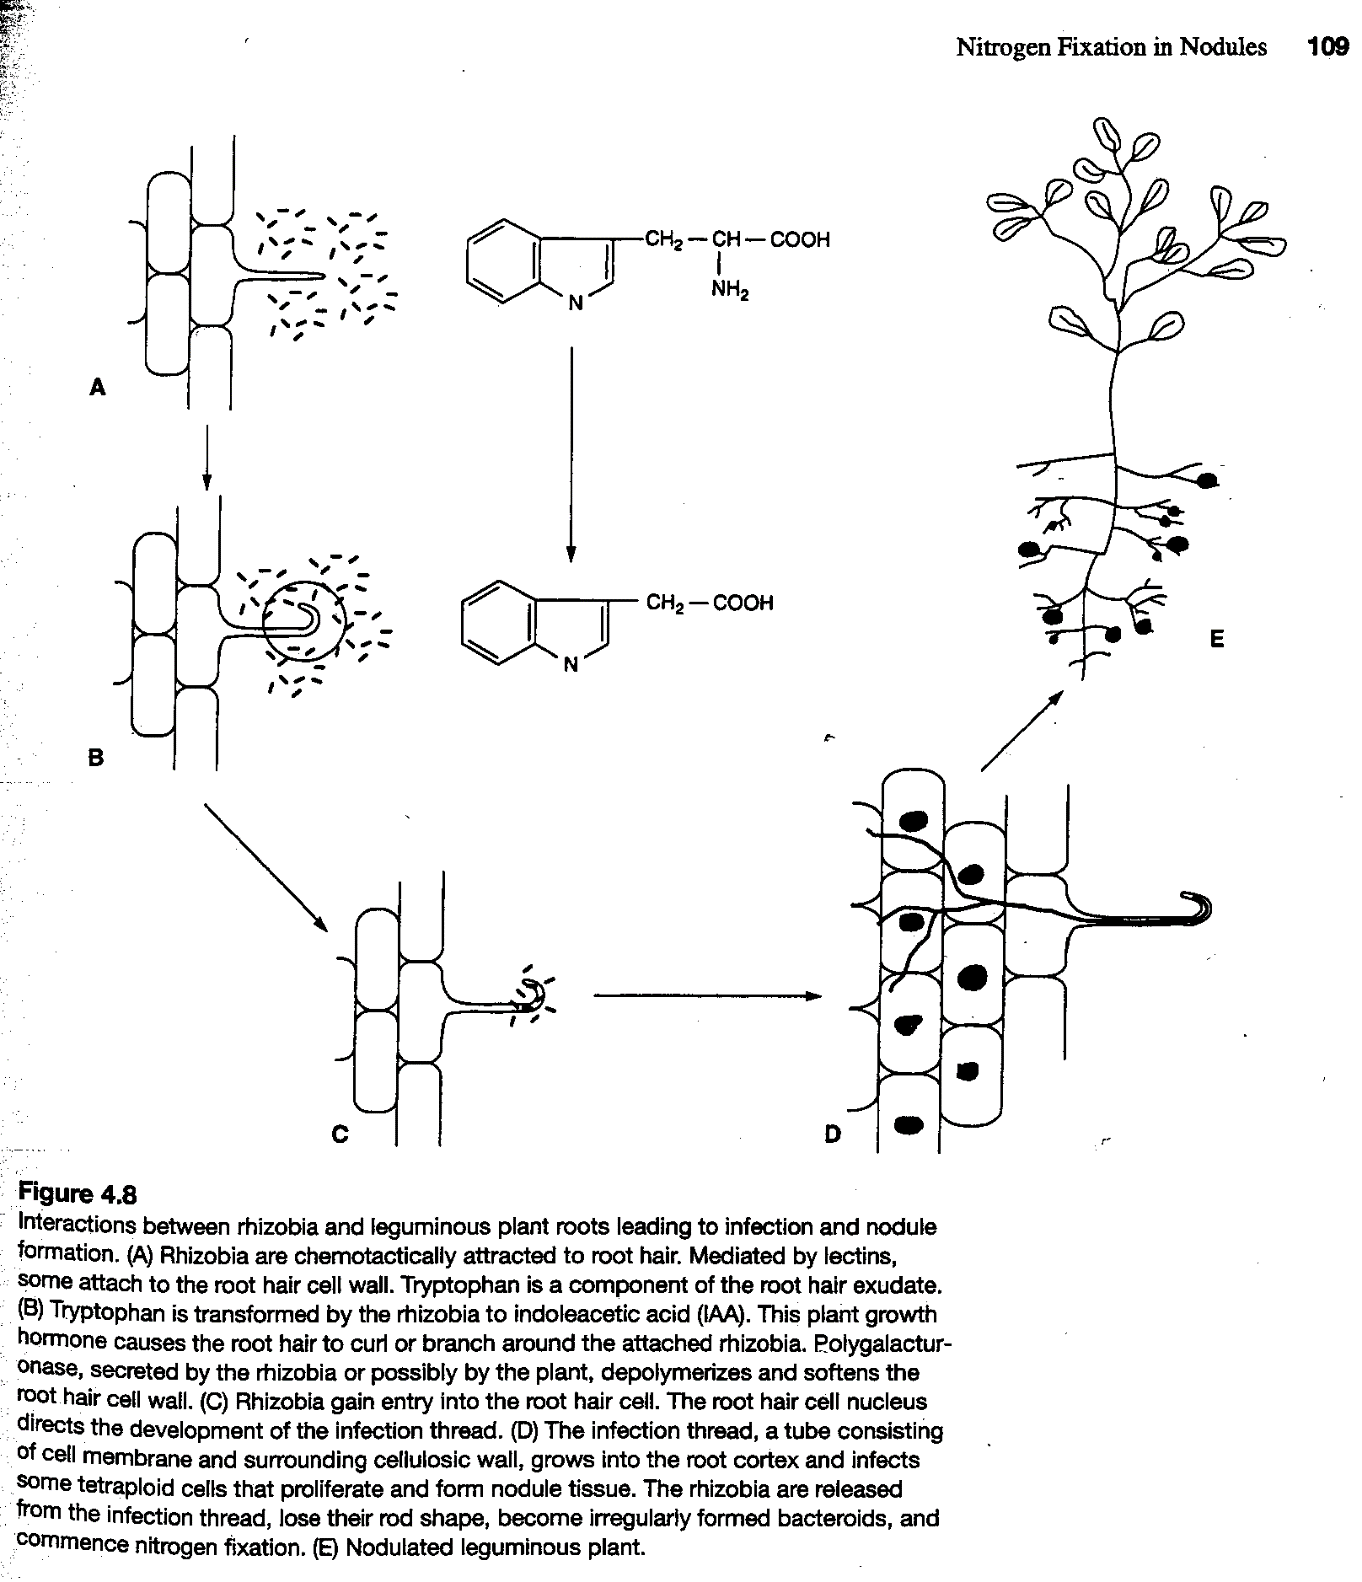 Nitrogen Fixation in Nodules 109
CH2—CH—COOH
NH2
N
A
CH2—COOH
N
E
B
C
D
Figure 4.8
Interactions between rhizobia and leguminous plant roots leading to infection and nodule
formation. (A) Rhizobia are chemotactically attracted to root hair. Mediated by lectins,
some attach to the root hair cell wall. Tryptophan is a component of the root hair exudate.
(B) Tryptophan is transformed by the rhizobia to indoleacetic acid (IAA). This plant growth
hormone causes the root hair to curl or branch around the attached rhizobia. Polygalactur-
onase, secreted by the rhizobia or possibly by the plant, depolymerizes and softens the
root hair cell wall. (C) Rhizobia gain entry into the root hair cell. The root hair cell nucleus
directs the development of the infection thread. (D) The infection thread, a tube consisting
of cell membrane and surrounding cellulosic wall, grows into the root cortex and infects
some tetraploid cells that proliferate and form nodule tissue. The rhizobia are released
from the infection thread, lose their rod shape, become irregularly formed bacteroids, and
commence nitrogen fixation. (E) Nodulated leguminous plant.